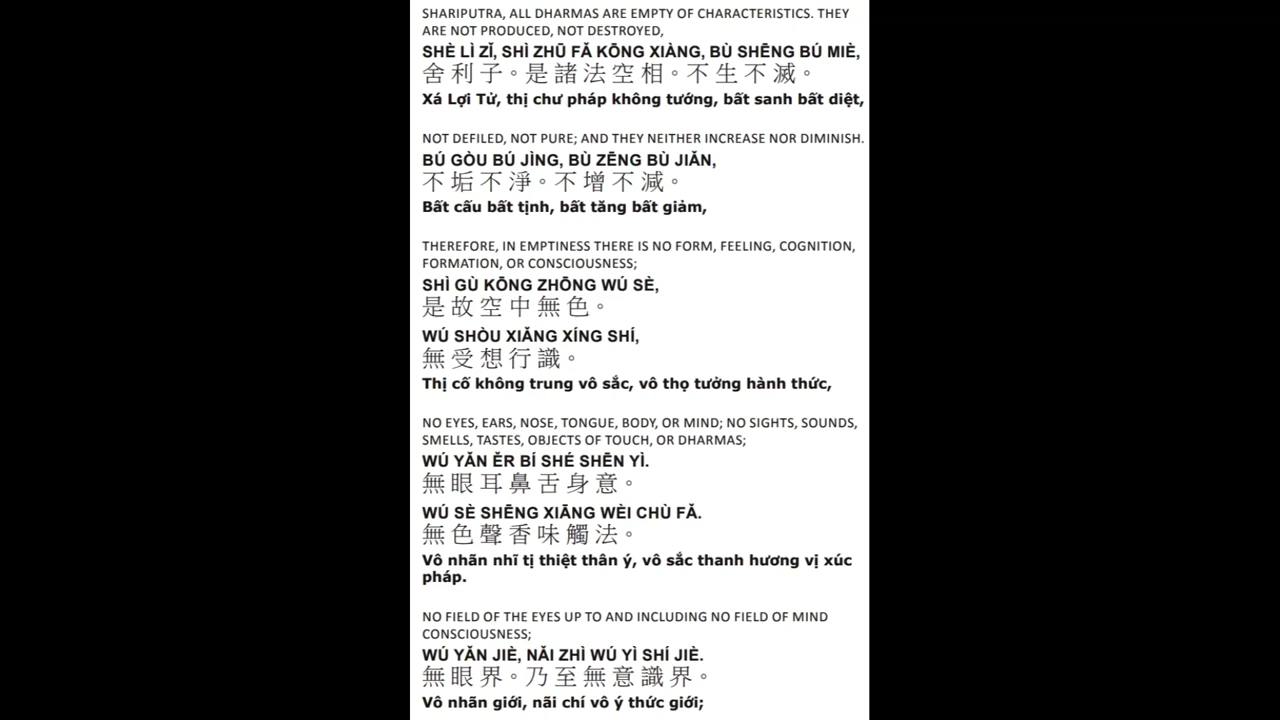 SHARIPUTRA, ALL DHARMAS ARE EMPTY OF CHARACTERISTICS. THEY
ARE NOT PRODUCED, NOT DESTROYED,
SHÈ LÌ ZǏ, SHÌ ZHŪ FǍ KŌNG XIÀNG, BÙ SHĒNG BÚ MIÈ,
舍利子。是諸法空相。不生不滅。
Xá Lợi Tử, thị chư pháp không tướng, bất sanh bất diệt,
NOT DEFILED, NOT PURE; AND THEY NEITHER INCREASE NOR DIMINISH.
BÚ GÒU BÚ JÌNG, BÙ ZĒNG BÙ JIǍN,
不垢不淨。不增不減。
Bất cấu bất tịnh, bất tăng bất giảm,
THEREFORE, IN EMPTINESS THERE IS NO FORM, FEELING, COGNITION,
FORMATION, OR CONSCIOUSNESS;
SHÌ GÙ KŌNG ZHŌNG WÚ SÈ,
是故空中無色。
WÚ SHÒU XIǍNG XÍNG SHÍ,
無受想行識。
Thị cố không trung vô sắc, vô thọ tưởng hành thức,
NO EYES, EARS, NOSE, TONGUE, BODY, OR MIND; NO SIGHTS, SOUNDS,
SMELLS, TASTES, OBJECTS OF TOUCH, OR DHARMAS;
WÚ YǍN ĚR BÍ SHÉ SHĒN YÌ.
無眼耳鼻舌身意。
WÚ SÈ SHĒNG XIĀNG WÈI CHÙ FǍ.
無色聲香味觸法。
Vô nhãn nhĩ tị thiệt thân ý, vô sắc thanh hương vị xúc
pháp.
NO FIELD OF THE EYES UP TO AND INCLUDING NO FIELD OF MIND
CONSCIOUSNESS;
WÚ YǍN JIÈ, NǍI ZHÌ WÚ YÌ SHÍ JIÈ.
無眼界。乃至無意識界。
Vô nhãn giới, nãi chí vô ý thức giới;